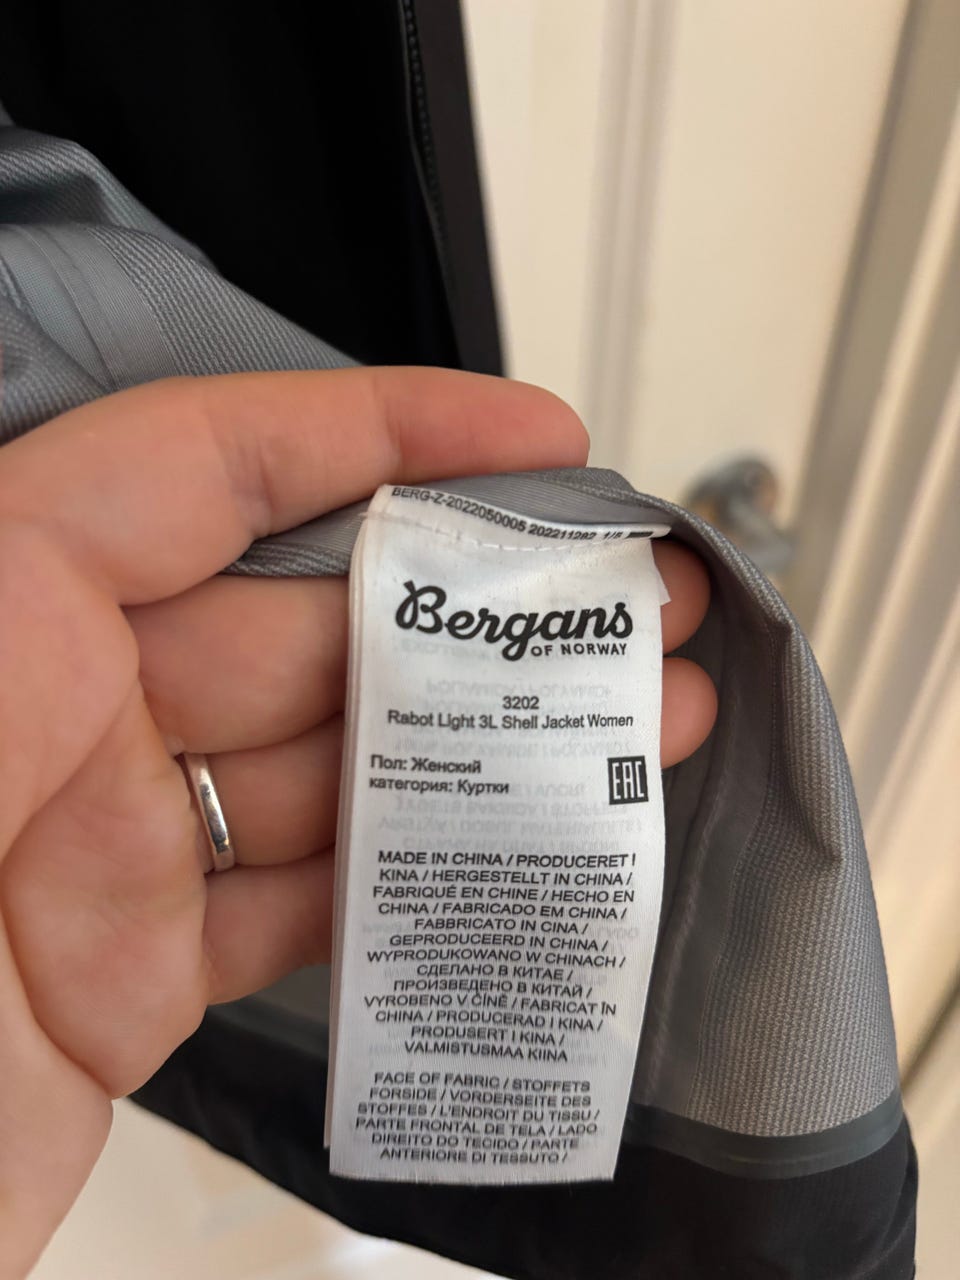 BERG-Z-2022050005 202211292 1/5
Bergans
OF NORWAY
3202
Rabot Light 3L Shell Jacket Women
Пол: Женский
категория: Куртки
EAC
MADE IN CHINA / PRODUCERET I
KINA / HERGESTELLT IN CHINA /
FABRIQUÉ EN CHINE / HECHO EN
CHINA / FABRICADO EM CHINA /
FABBRICATO IN CINA /
GEPRODUCEERD IN CHINA /
WYPRODUKOWANO W CHINACH /
СДЕЛАНО В КИТАЕ /
ПРОИЗВЕДЕНО В КИТАЙ /
VYROBENO V ČÍNĚ / FABRICAT ÎN
CHINA / PRODUCERAD I KINA /
PRODUSERT I KINA /
VALMISTUSMAA KIINA
FACE OF FABRIC / STOFFETS
FORSIDE / VORDERSEITE DES
STOFFES / L'ENDROIT DU TISSU /
PARTE FRONTAL DE TELA / LADO
DIREITO DO TECIDO / PARTE
ANTERIORE DI TESSUTO /